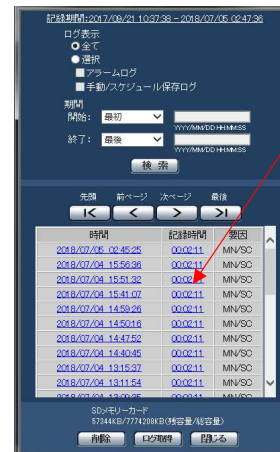 記録期間:2017/09/21 10:37:38 - 2018/07/05 02:47:36
ログ表示
全て
選択
アラームログ
手動/スケジュール保存ログ
期間
開始: 最初
YYYY/MM/DD HH:MM:SS
終了: 最後
YYYY/MM/DD HH:MM:SS
検 索
先頭 前ページ 次ページ 最後
|< < > >|
時間 記録時間 要因
2018/07/05 02:45:25 00:02:11 MN/SC
2018/07/04 15:56:36 00:02:11 MN/SC
2018/07/04 15:51:32 00:02:11 MN/SC
2018/07/04 15:41:07 00:02:11 MN/SC
2018/07/04 14:59:26 00:02:11 MN/SC
2018/07/04 14:50:16 00:02:11 MN/SC
2018/07/04 14:47:52 00:02:11 MN/SC
2018/07/04 14:40:45 00:02:11 MN/SC
2018/07/04 13:15:37 00:02:11 MN/SC
2018/07/04 13:11:54 00:02:11 MN/SC
SDメモリーカード
57344KB/7774208KB(残容量/総容量)
削除 ログ取得 閉じる